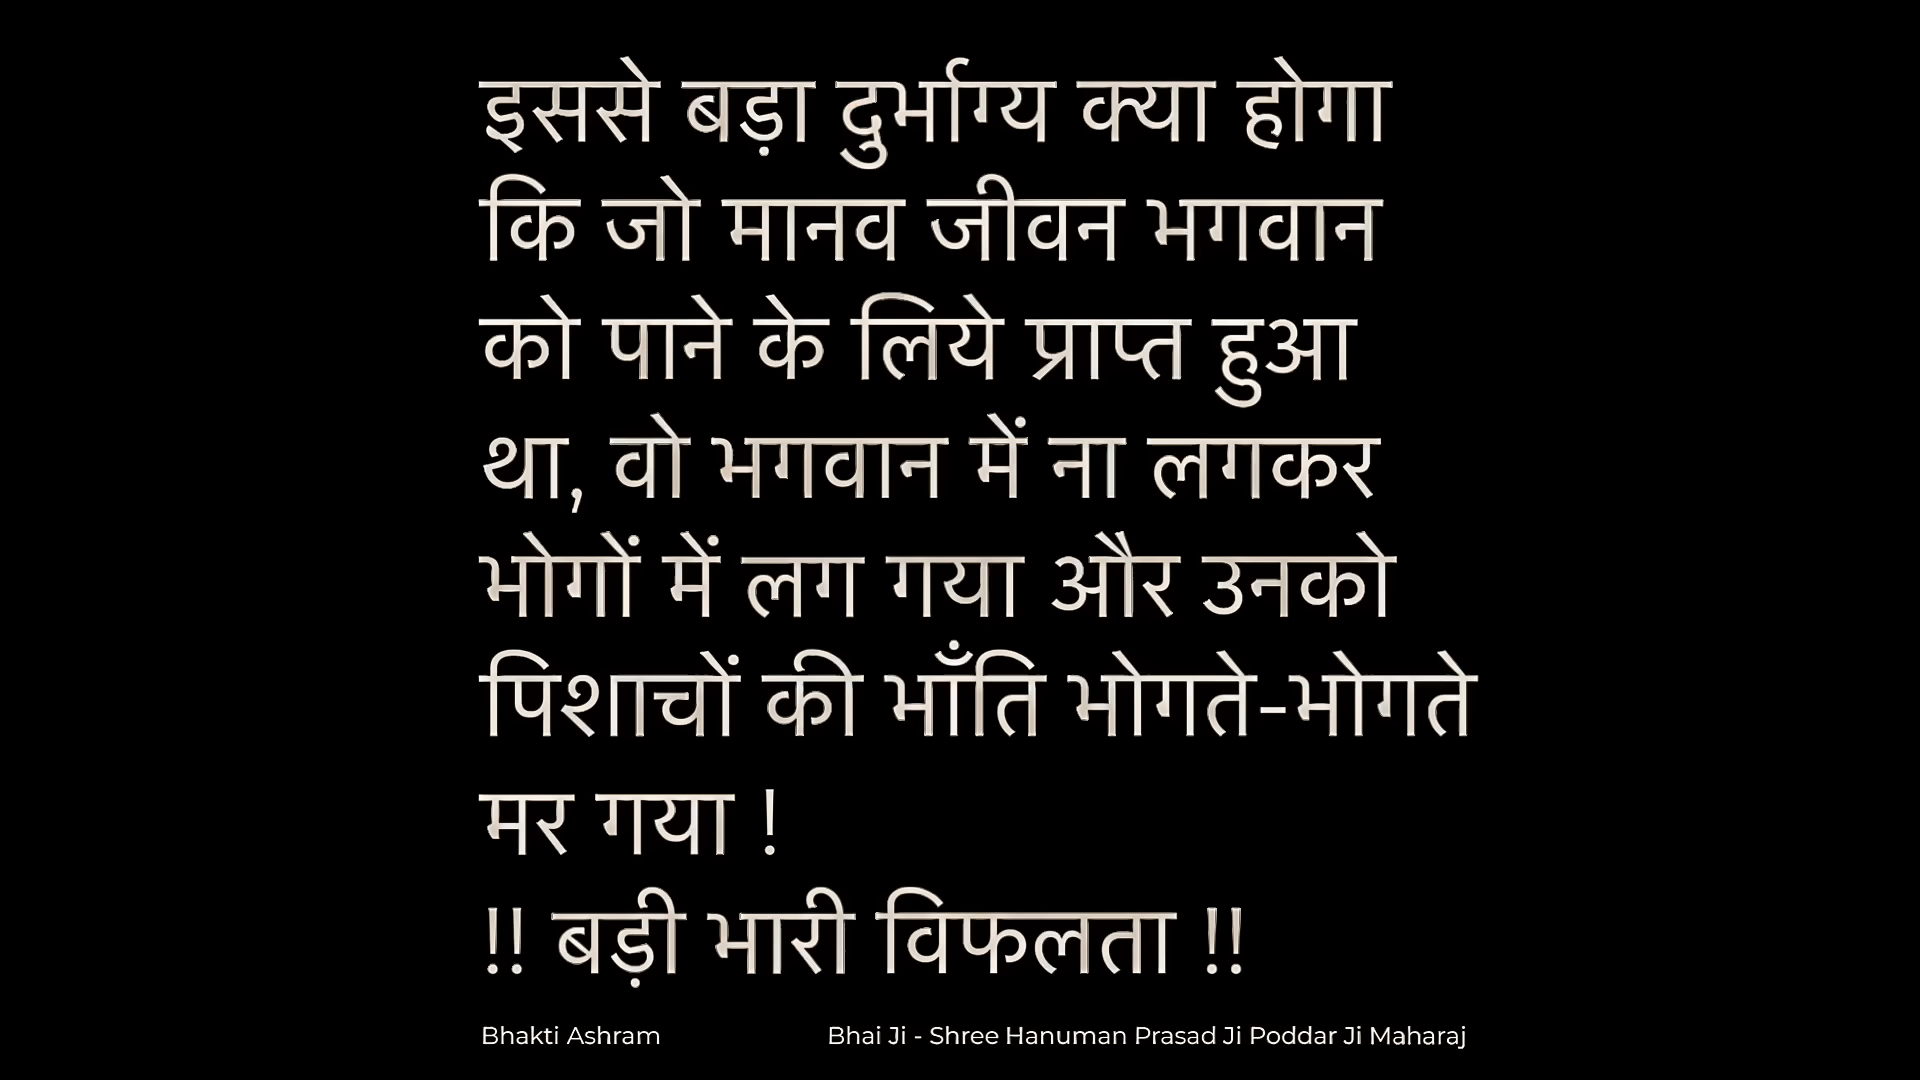 इससे बड़ा दुर्भाग्य क्या होगा
कि जो मानव जीवन भगवान
को पाने के लिये प्राप्त हुआ
था, वो भगवान में ना लगकर
भोगों में लग गया और उनको
पिशाचों की भाँति भोगते-भोगते
मर गया !
!! बड़ी भारी विफलता !!
Bhakti Ashram
Bhai Ji - Shree Hanuman Prasad Ji Poddar Ji Maharaj